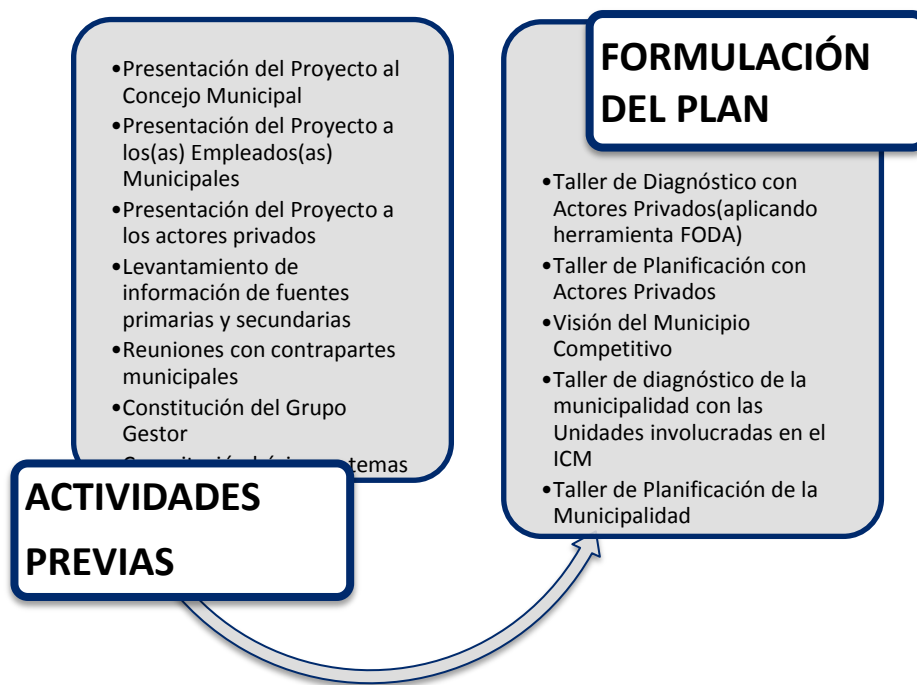 •Presentación del Proyecto al
Concejo Municipal
•Presentación del Proyecto a
los(as) Empleados(as)
Municipales
•Presentación del Proyecto a
los actores privados
•Levantamiento de
información de fuentes
primarias y secundarias
•Reuniones con contrapartes
municipales
•Constitución del Grupo
Gestor
temas
ACTIVIDADES
PREVIAS
FORMULACIÓN
DEL PLAN
•Taller de Diagnóstico con
Actores Privados(aplicando
herramienta FODA)
•Taller de Planificación con
Actores Privados
•Visión del Municipio
Competitivo
•Taller de diagnóstico de la
municipalidad con las
Unidades involucradas en el
ICM
•Taller de Planificación de la
Municipalidad